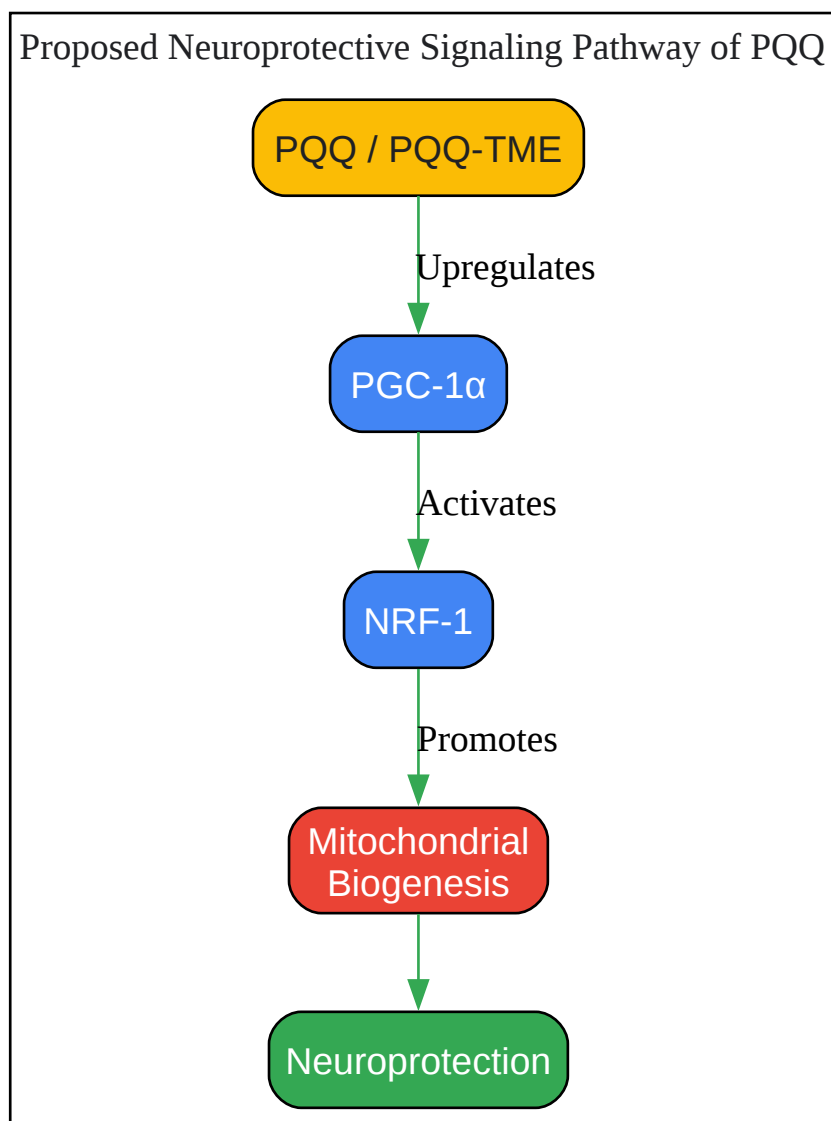 Proposed Neuroprotective Signaling Pathway of PQQ
PQQ / PQQ-TME
Upregulates
PGC-1α
Activates
NRF-1
Promotes
Mitochondrial
Biogenesis
Neuroprotection